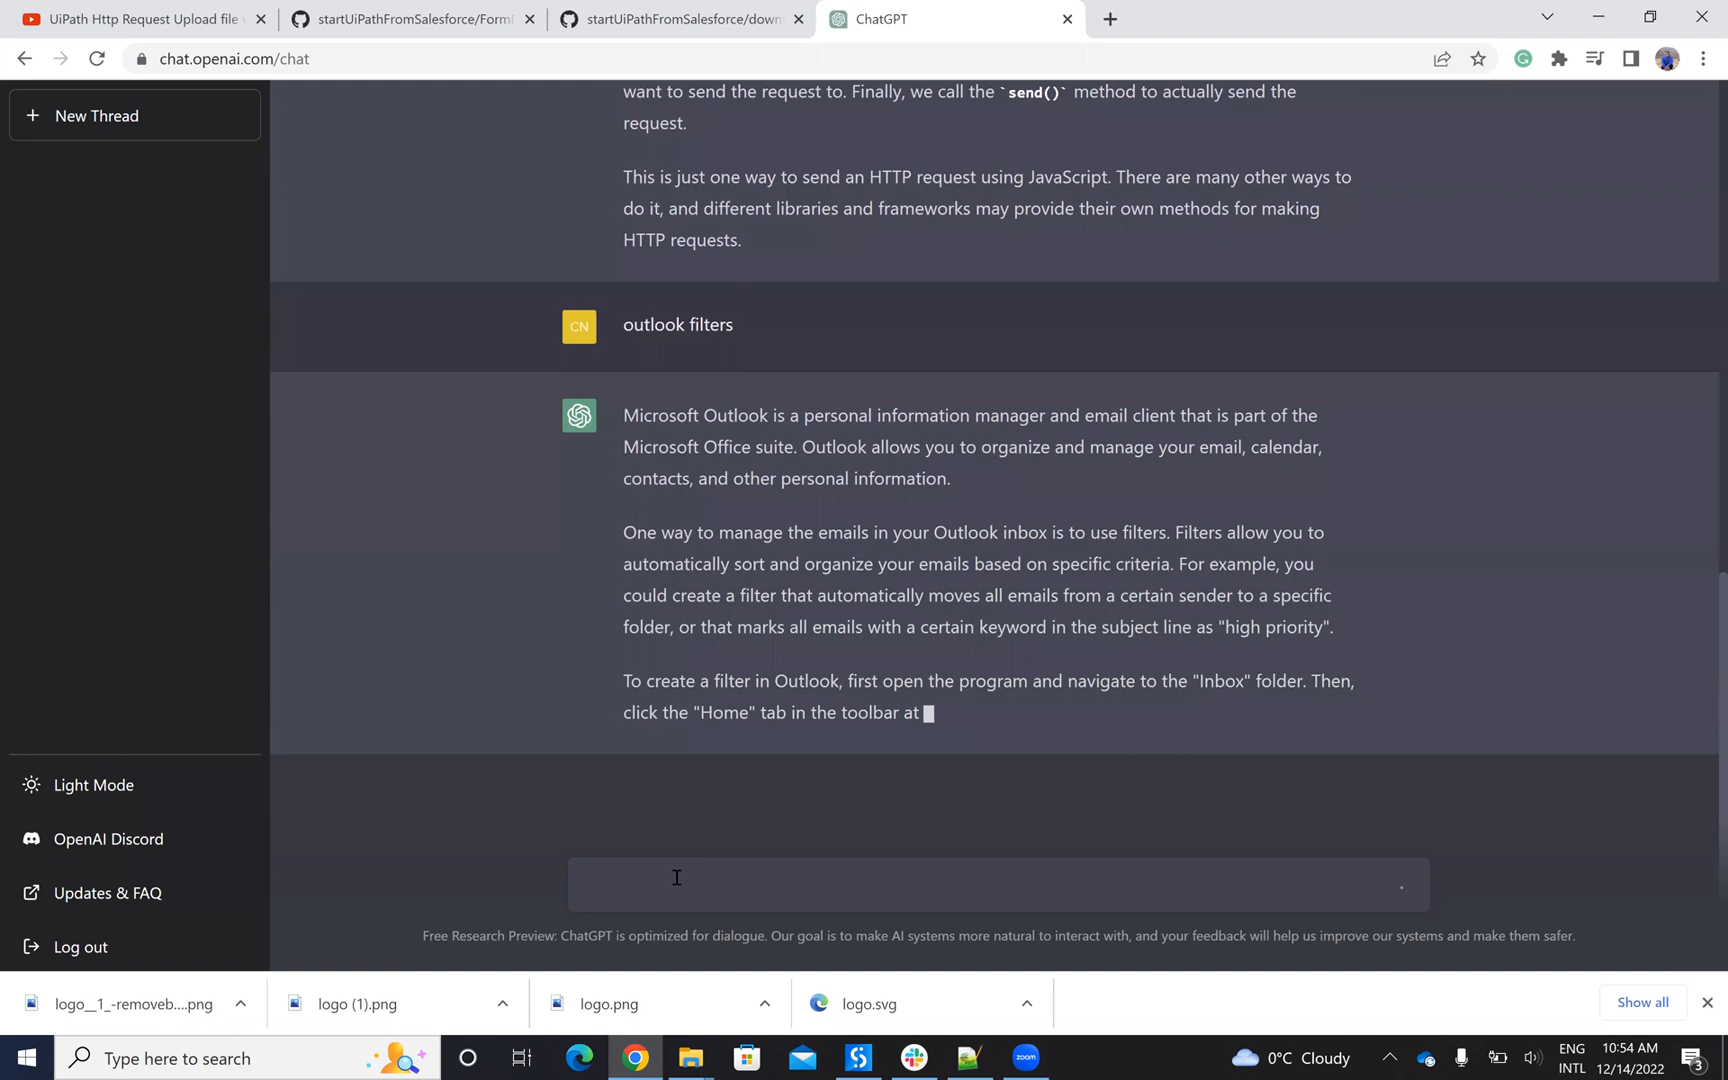 UiPath Http Request Upload file
startUiPathFromSalesforce/Form
startUiPathFromSalesforce/down
ChatGPT
chat.openai.com/chat
New Thread
want to send the request to. Finally, we call the `send()` method to actually send the
request.
This is just one way to send an HTTP request using JavaScript. There are many other ways to
do it, and different libraries and frameworks may provide their own methods for making
HTTP requests.
CN
outlook filters
Microsoft Outlook is a personal information manager and email client that is part of the
Microsoft Office suite. Outlook allows you to organize and manage your email, calendar,
contacts, and other personal information.
One way to manage the emails in your Outlook inbox is to use filters. Filters allow you to
automatically sort and organize your emails based on specific criteria. For example, you
could create a filter that automatically moves all emails from a certain sender to a specific
folder, or that marks all emails with a certain keyword in the subject line as "high priority".
To create a filter in Outlook, first open the program and navigate to the "Inbox" folder. Then,
click the "Home" tab in the toolbar at
Light Mode
OpenAI Discord
Updates & FAQ
Log out
Free Research Preview: ChatGPT is optimized for dialogue. Our goal is to make AI systems more natural to interact with, and your feedback will help us improve our systems and make them safer.
logo__1_-removeb....png
logo (1).png
logo.png
logo.svg
Show all
Type here to search
zoom
0°C Cloudy
ENG
INTL
10:54 AM
12/14/2022
3